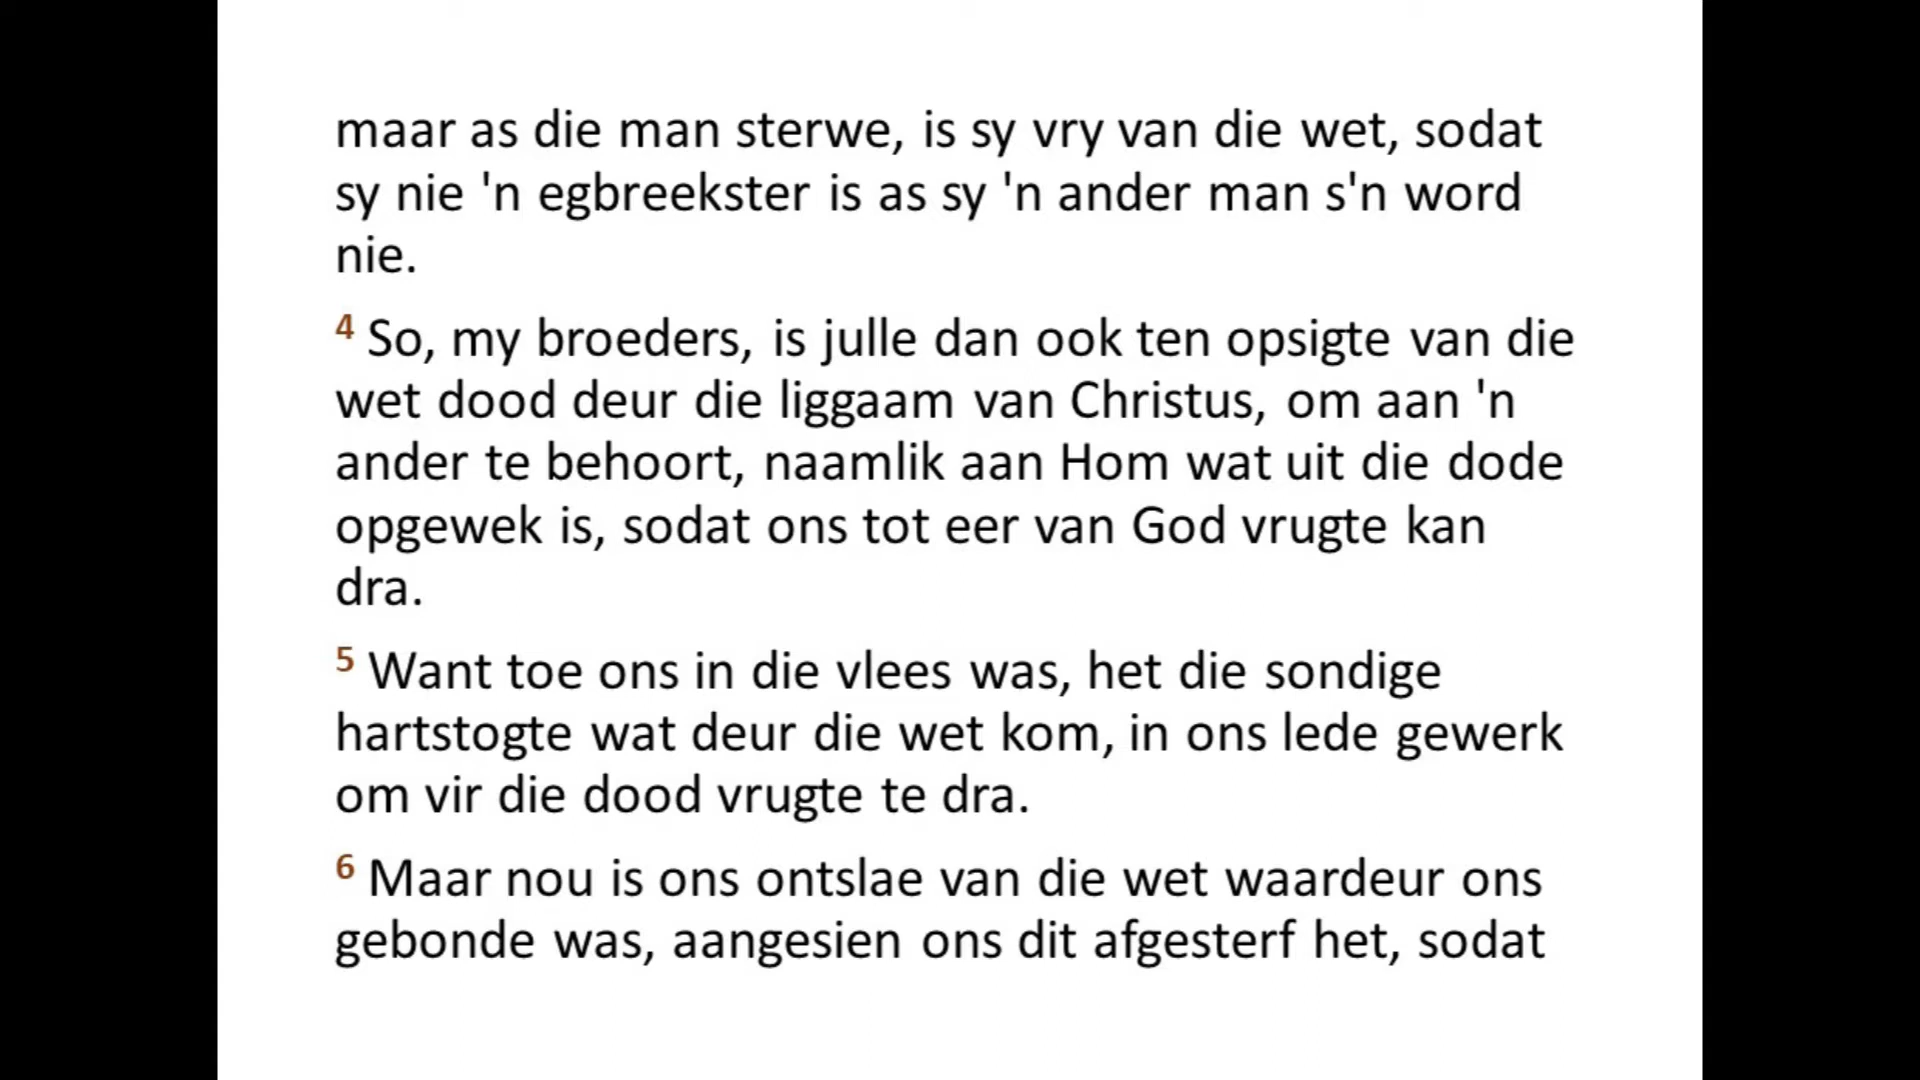 maar as die man sterwe, is sy vry van die wet, sodat
sy nie 'n egbreekster is as sy 'n ander man s'n word
nie.
4 So, my broeders, is julle dan ook ten opsigte van die
wet dood deur die liggaam van Christus, om aan 'n
ander te behoort, naamlik aan Hom wat uit die dode
opgewek is, sodat ons tot eer van God vrugte kan
dra.
5 Want toe ons in die vlees was, het die sondige
hartstogte wat deur die wet kom, in ons lede gewerk
om vir die dood vrugte te dra.
6 Maar nou is ons ontslae van die wet waardeur ons
gebonde was, aangesien ons dit afgesterf het, sodat